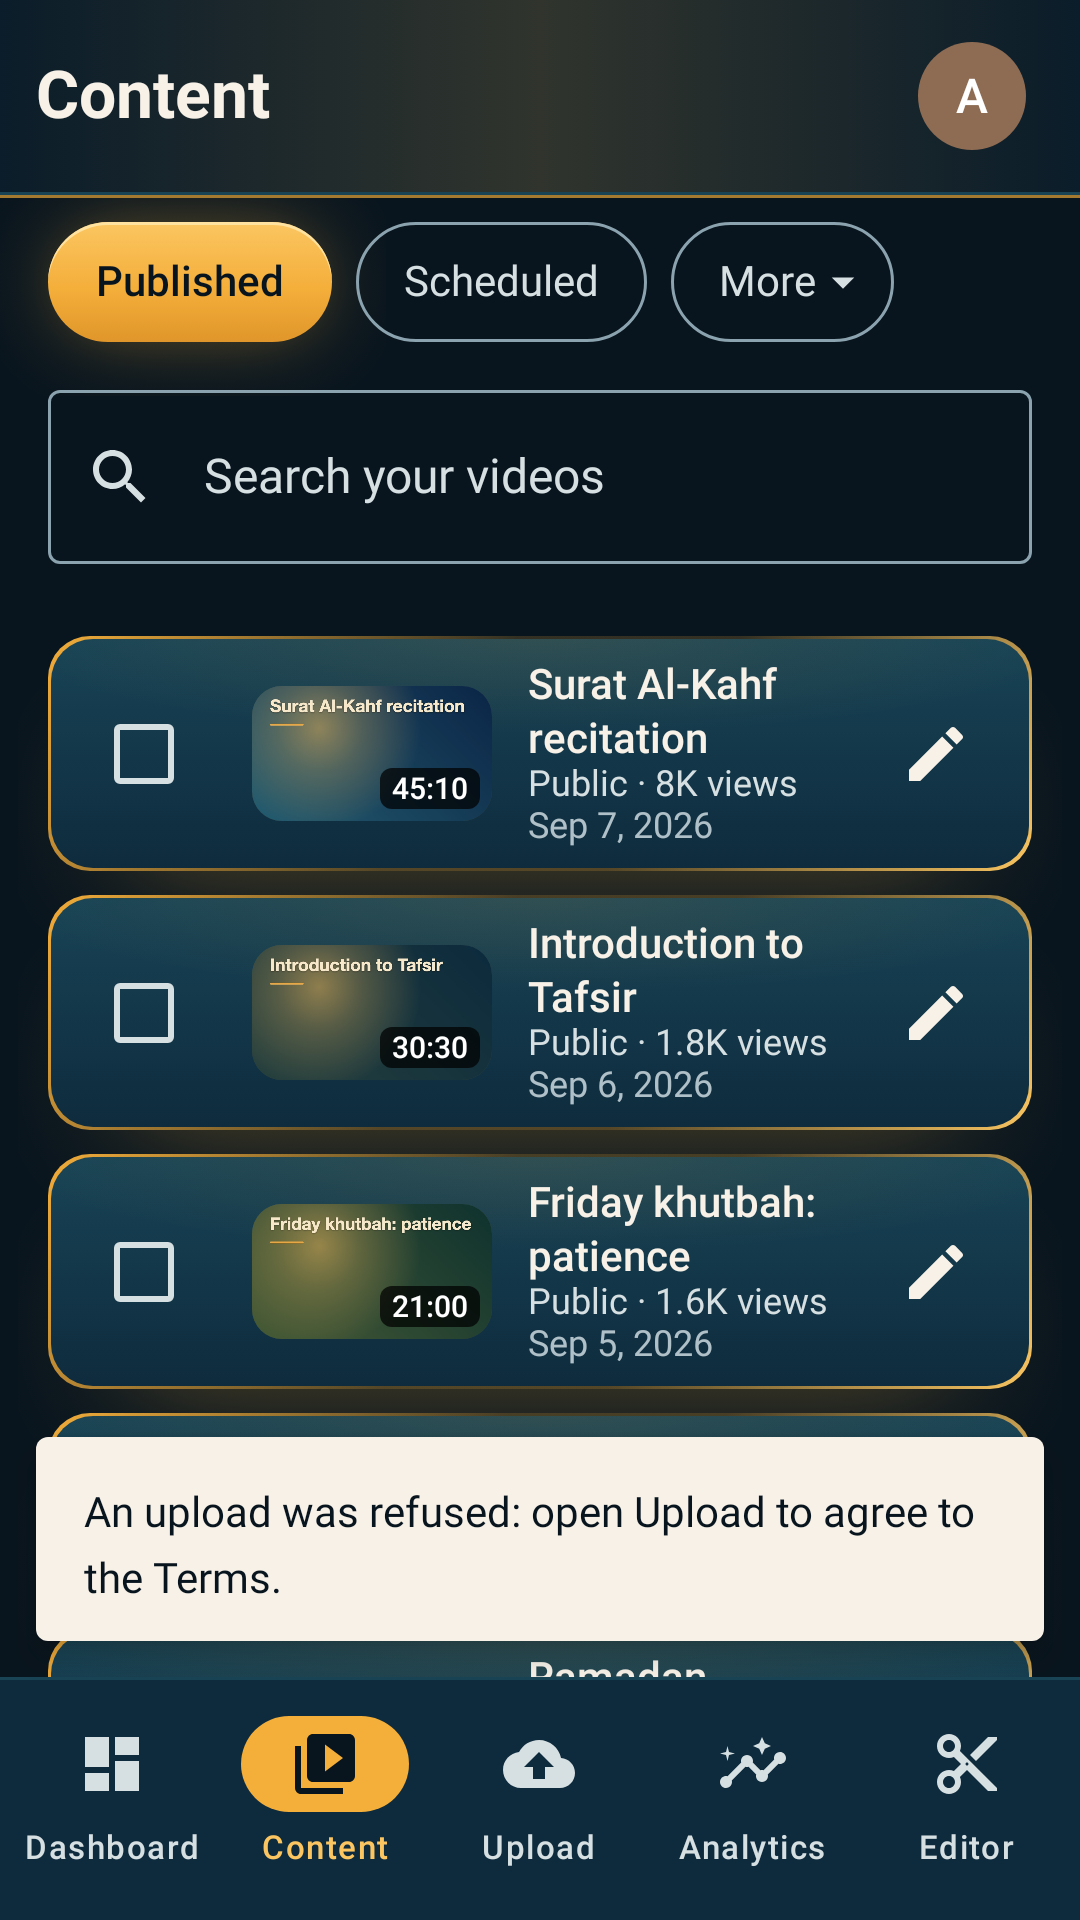 Content
A
Published
Scheduled
More
Search your videos
Surat Al-Kahf recitation
45:10
Surat Al-Kahf
recitation
Public · 8K views
Sep 7, 2026
Introduction to Tafsir
30:30
Introduction to
Tafsir
Public · 1.8K views
Sep 6, 2026
Friday khutbah: patience
21:00
Friday khutbah:
patience
Public · 1.6K views
Sep 5, 2026
An upload was refused: open Upload to agree to
the Terms.
Ramadan
Dashboard
Content
Upload
Analytics
Editor